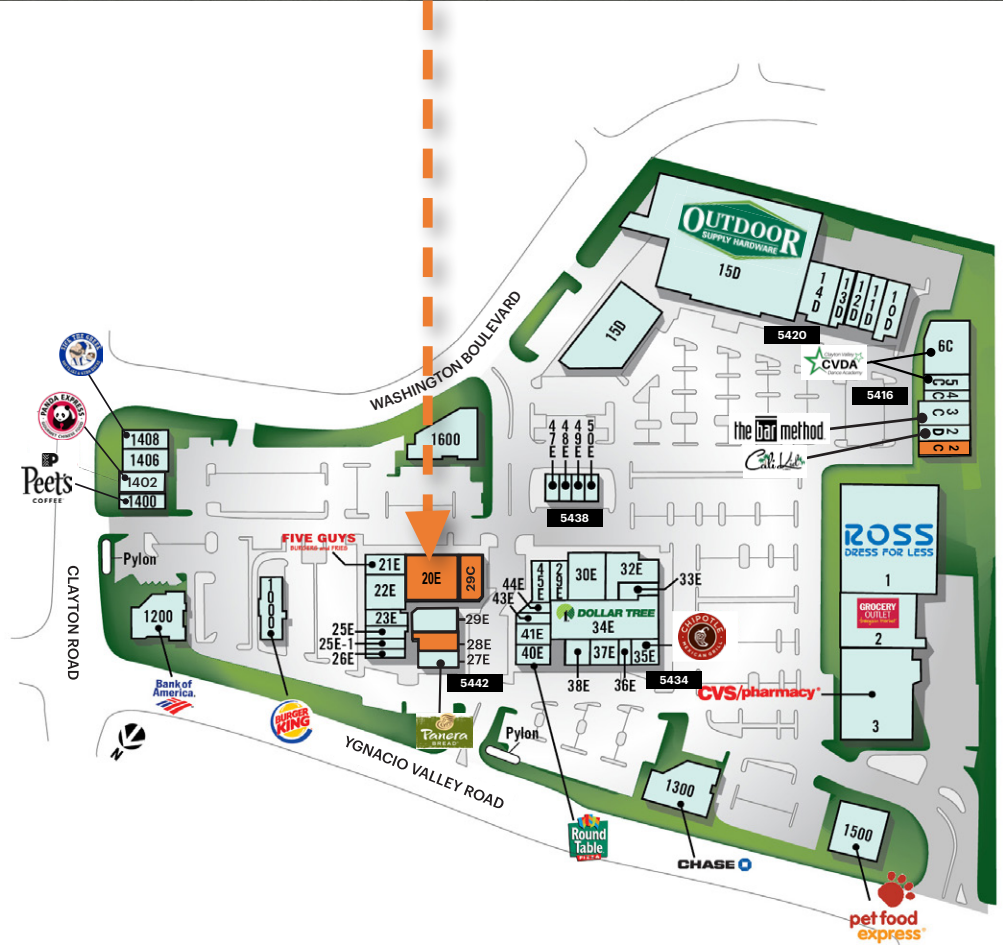 OUTDOOR
SUPPLY HARDWARE
15D
14D
13D
12D
11D
10D
15D
5420
6C
5C
4C
3C
2D
2C
Clayton Valley
CVDA
Dance Academy
5416
the bar method
WASHINGTON BOULEVARD
1600
47E
48E
49E
50E
5438
PANDA EXPRESS
GOURMET CHINESE FOOD
Peet's
COFFEE
1408
1406
1402
1400
Pylon
CLAYTON ROAD
1200
Bank of
America.
1000
BURGER
KING
FIVE GUYS
BURGERS and FRIES
21E
22E
23E
25E
25E-1
26E
20E
29C
29E
28E
27E
5442
Panera
BREAD
YGNACIO VALLEY ROAD
N
44E
43E
45E
30E
32E
33E
DOLLAR TREE
34E
41E
40E
38E
37E
36E
35E
5434
CHIPOTLE
MEXICAN GRILL
Pylon
Round
Table
PIZZA
1300
CHASE
ROSS
DRESS FOR LESS
1
GROCERY
OUTLET
2
CVS/pharmacy
3
1500
pet food
express